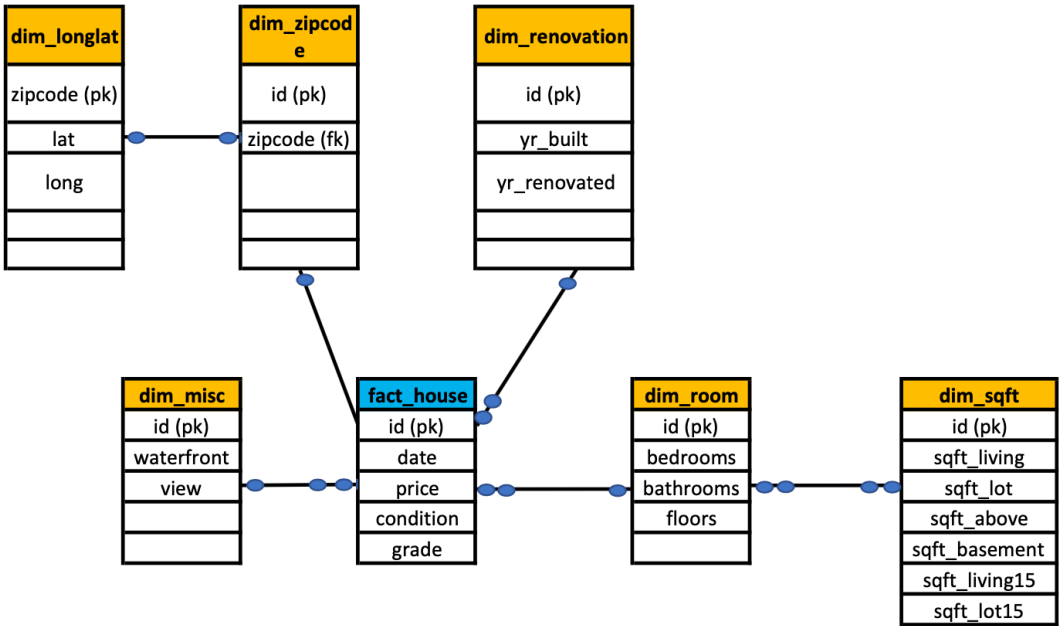 dim_longlat
zipcode (pk)
lat
long
dim_zipcod
e
id (pk)
zipcode (fk)
dim_renovation
id (pk)
yr_built
yr_renovated
dim_misc
id (pk)
waterfront
view
fact_house
id (pk)
date
price
condition
grade
dim_room
id (pk)
bedrooms
bathrooms
floors
dim_sqft
id (pk)
sqft_living
sqft_lot
sqft_above
sqft_basement
sqft_living15
sqft_lot15